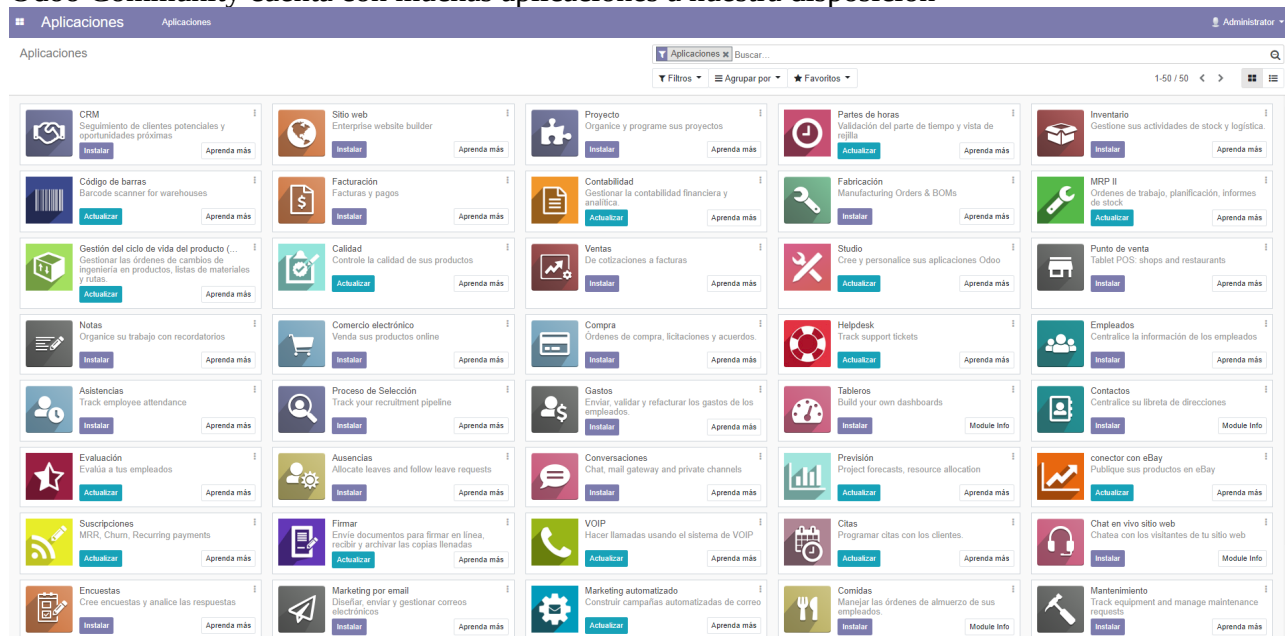 Odoo Community cuenta con muchas aplicaciones a nuestra disposición
Aplicaciones
Aplicaciones
Administrator
Aplicaciones
Aplicaciones x Buscar...
Filtros
Agrupar por
Favoritos
1-50 / 50
CRM
Seguimiento de clientes potenciales y
oportunidades próximas
Instalar
Aprenda más
Sitio web
Enterprise website builder
Instalar
Aprenda más
Proyecto
Organice y programe sus proyectos
Instalar
Aprenda más
Partes de horas
Validación del parte de tiempo y vista de
rejilla
Actualizar
Aprenda más
Inventario
Gestione sus actividades de stock y logística.
Instalar
Aprenda más
Código de barras
Barcode scanner for warehouses
Actualizar
Aprenda más
Facturación
Facturas y pagos
Instalar
Aprenda más
Contabilidad
Gestionar la contabilidad financiera y
analítica.
Actualizar
Aprenda más
Fabricación
Manufacturing Orders & BOMs
Instalar
Aprenda más
MRP II
Ordenes de trabajo, planificación, informes
de stock
Actualizar
Aprenda más
Gestión del ciclo de vida del producto (...
Gestionar las órdenes de cambios de
ingeniería en productos, listas de materiales
y rutas.
Actualizar
Aprenda más
Calidad
Controle la calidad de sus productos
Actualizar
Aprenda más
Ventas
De cotizaciones a facturas
Instalar
Aprenda más
Studio
Cree y personalice sus aplicaciones Odoo
Actualizar
Aprenda más
Punto de venta
Tablet POS: shops and restaurants
Instalar
Aprenda más
Notas
Organice su trabajo con recordatorios
Instalar
Aprenda más
Comercio electrónico
Venda sus productos online
Instalar
Aprenda más
Compra
Órdenes de compra, licitaciones y acuerdos.
Instalar
Aprenda más
Helpdesk
Track support tickets
Actualizar
Aprenda más
Empleados
Centralice la información de los empleados
Instalar
Aprenda más
Asistencias
Track employee attendance
Instalar
Aprenda más
Proceso de Selección
Track your recruitment pipeline
Instalar
Aprenda más
Gastos
Enviar, validar y refacturar los gastos de los
empleados.
Instalar
Aprenda más
Tableros
Build your own dashboards
Instalar
Module Info
Contactos
Centralice su libreta de direcciones
Instalar
Module Info
Evaluación
Evalúa a tus empleados
Actualizar
Aprenda más
Ausencias
Allocate leaves and follow leave requests
Instalar
Aprenda más
Conversaciones
Chat, mail gateway and private channels
Instalar
Aprenda más
Previsión
Project forecasts, resource allocation
Actualizar
Aprenda más
conector con eBay
Publique sus productos en eBay
Actualizar
Aprenda más
Suscripciones
MRR, Churn, Recurring payments
Actualizar
Aprenda más
Firmar
Envíe documentos para firmar en linea,
recibir y archivar las copias llenadas
Actualizar
Aprenda más
VOIP
Hacer llamadas usando el sistema de VOIP
Actualizar
Aprenda más
Citas
Programar citas con los clientes.
Actualizar
Aprenda más
Chat en vivo sitio web
Chatea con los visitantes de tu sitio web
Instalar
Module Info
Encuestas
Cree encuestas y analice las respuestas
Instalar
Aprenda más
Marketing por email
Diseñar, enviar y gestionar correos
electrónicos
Instalar
Aprenda más
Marketing automatizado
Construir campañas automatizadas de correo
Actualizar
Aprenda más
Comidas
Manejar las órdenes de almuerzo de sus
empleados.
Instalar
Module Info
Mantenimiento
Track equipment and manage maintenance
requests
Instalar
Aprenda más